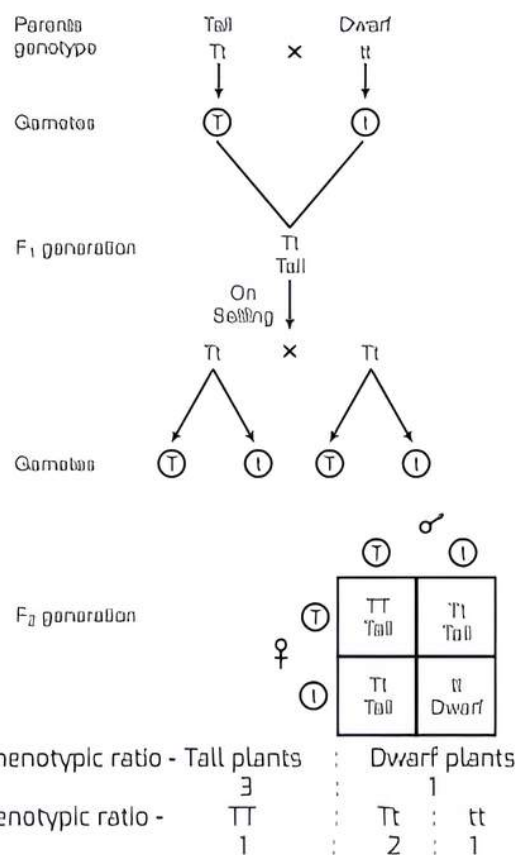 Parents Tall Dwarf
genotype Tt × tt
Gametes T t
F₁ generation Tt
Tall
On
Selfing
Tt × Tt
Gametes T t T t
♂
T t
F₂ generation T TT Tt
Tall Tall
♀
t Tt tt
Tall Dwarf
henotypic ratio - Tall plants : Dwarf plants
3 : 1
enotypic ratio - TT : Tt : tt
1 : 2 : 1